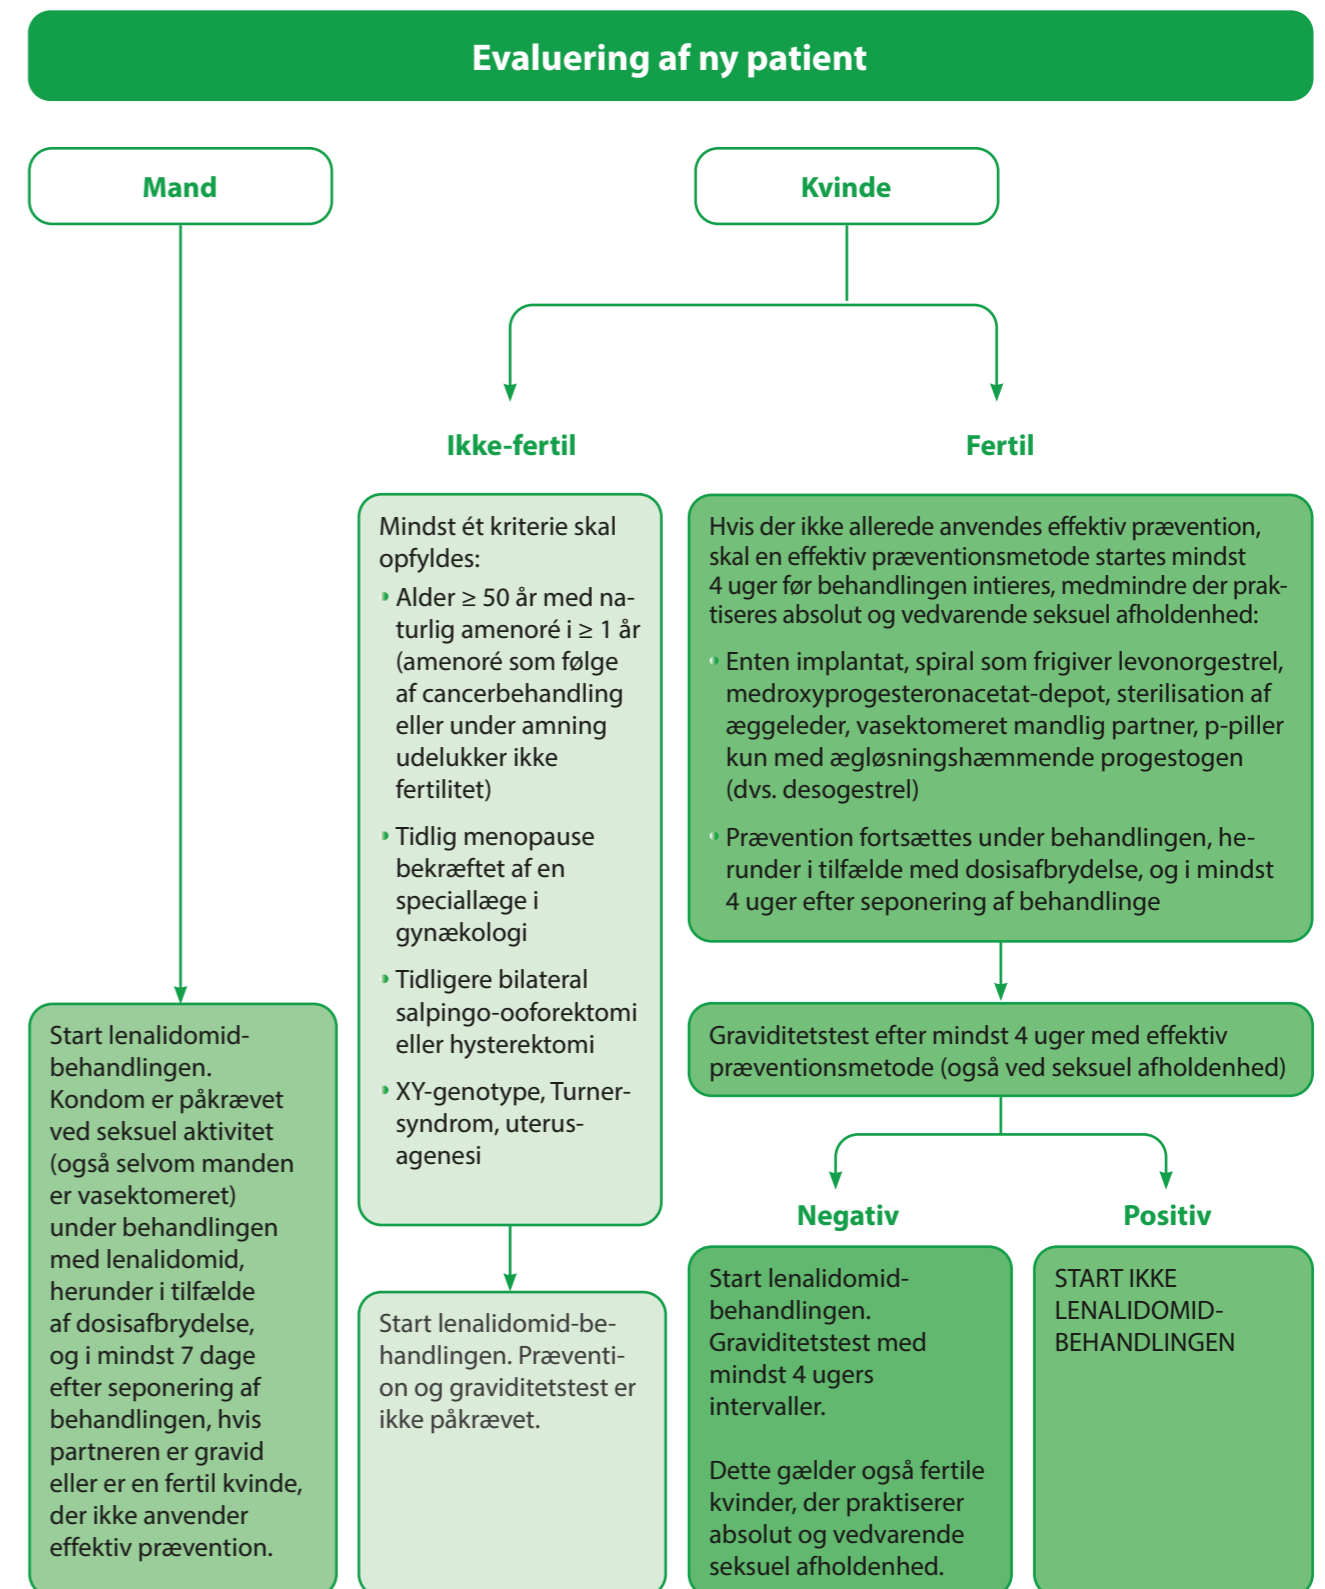 Evaluering af ny patient
Mand
Kvinde
Ikke-fertil
Fertil
Mindst ét kriterie skal
opfyldes:
Alder ≥ 50 år med na-
turlig amenoré i ≥ 1 år
(amenoré som følge
af cancerbehandling
eller under amning
udelukker ikke
fertilitet)
Tidlig menopause
bekræftet af en
speciallæge i
gynækologi
Tidligere bilateral
salpingo-ooforektomi
eller hysterektomi
XY-genotype, Turner-
syndrom, uterus-
agenesi
Hvis der ikke allerede anvendes effektiv prævention,
skal en effektiv præventionsmetode startes mindst
4 uger før behandlingen intieres, medmindre der prak-
tiseres absolut og vedvarende seksuel afholdenhed:
Enten implantat, spiral som frigiver levonorgestrel,
medroxyprogesteronacetat-depot, sterilisation af
æggeleder, vasektomeret mandlig partner, p-piller
kun med ægløsningshæmmende progestogen
(dvs. desogestrel)
Prævention fortsættes under behandlingen, he-
runder i tilfælde med dosisafbrydelse, og i mindst
4 uger efter seponering af behandlinge
Start lenalidomid-
behandlingen.
Kondom er påkrævet
ved seksuel aktivitet
(også selvom manden
er vasektomeret)
under behandlingen
med lenalidomid,
herunder i tilfælde
af dosisafbrydelse,
og i mindst 7 dage
efter seponering af
behandlingen, hvis
partneren er gravid
eller er en fertil kvinde,
der ikke anvender
effektiv prævention.
Start lenalidomid-be-
handlingen. Præventi-
on og graviditetstest er
ikke påkrævet.
Graviditetstest efter mindst 4 uger med effektiv
præventionsmetode (også ved seksuel afholdenhed)
Negativ
Positiv
Start lenalidomid-
behandlingen.
Graviditetstest med
mindst 4 ugers
intervaller.
Dette gælder også fertile
kvinder, der praktiserer
absolut og vedvarende
seksuel afholdenhed.
START IKKE
LENALIDOMID-
BEHANDLINGEN